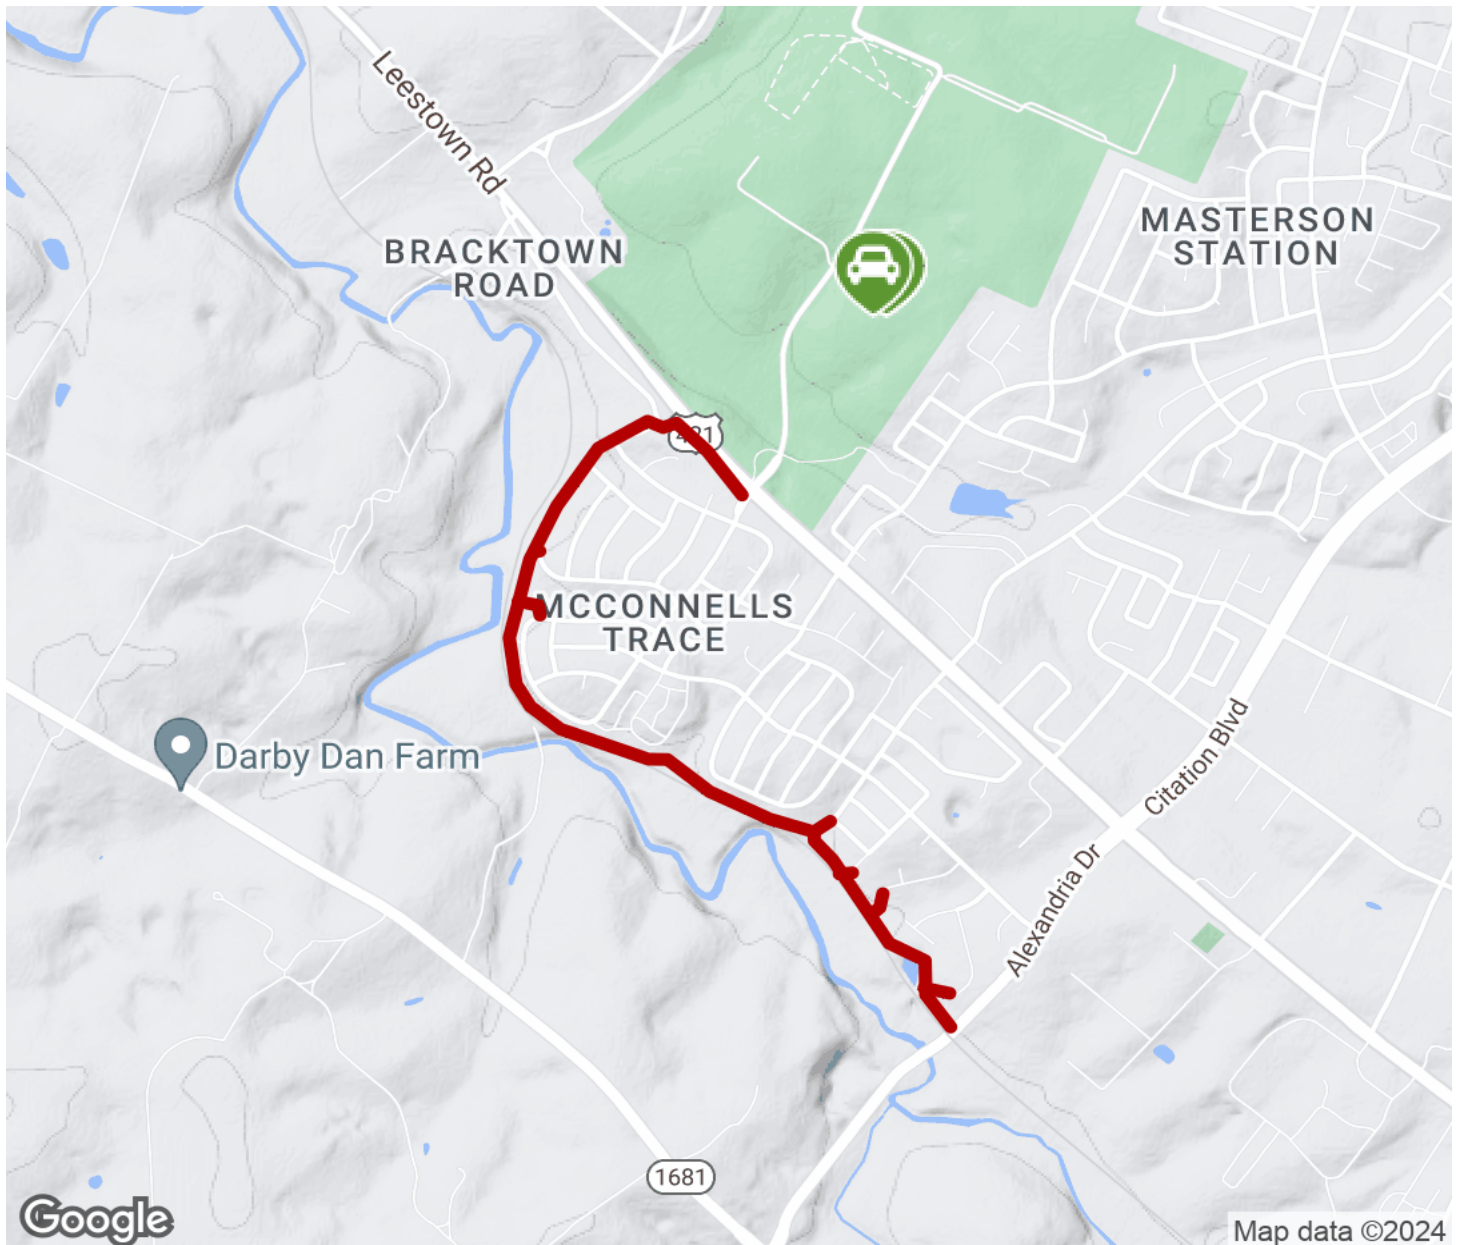 Leestown Rd
BRACKTOWN
ROAD
MASTERSON
STATION
421
MCCONNELLS
TRACE
Darby Dan Farm
Citation Blvd
Alexandria Dr
1681
Google
Map data ©2024